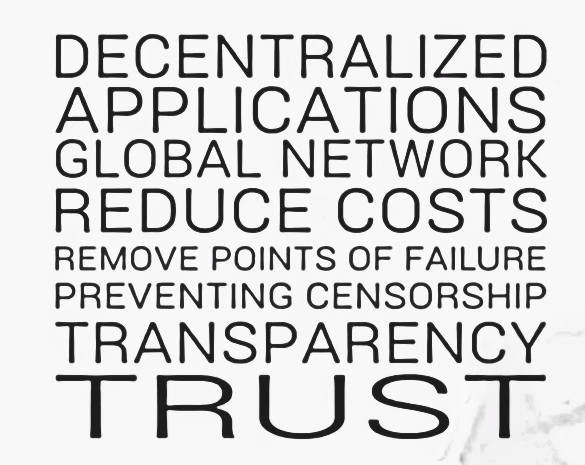 DECENTRALIZED
APPLICATIONS
GLOBAL NETWORK
REDUCE COSTS
REMOVE POINTS OF FAILURE
PREVENTING CENSORSHIP
TRANSPARENCY
TRUST